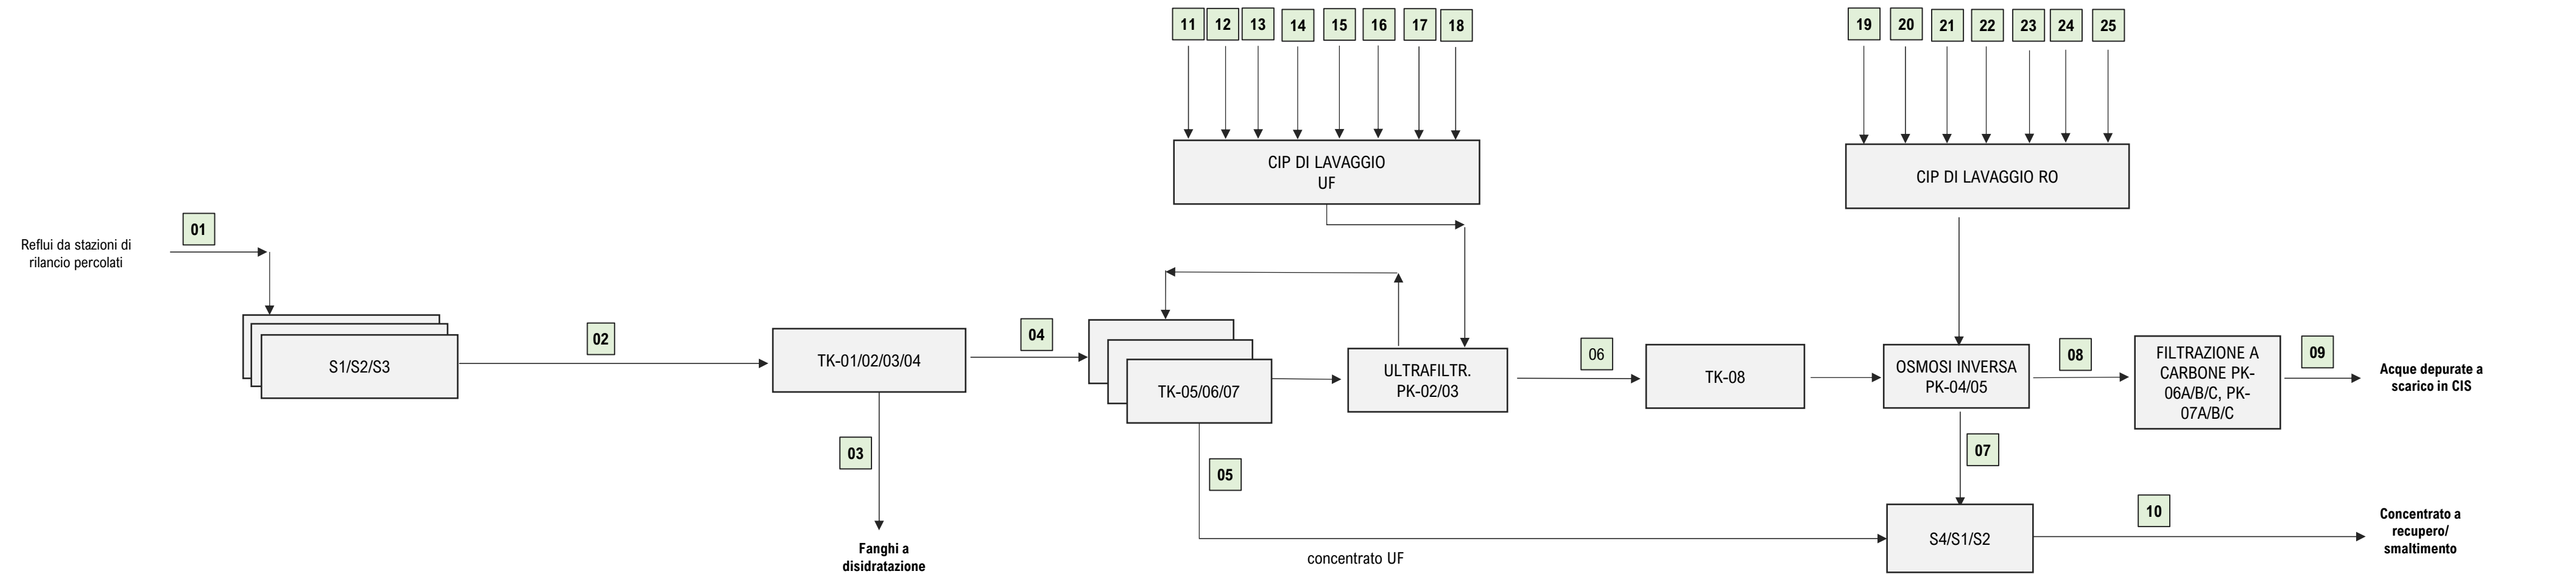 11 12 13 14 15 16 17 18
19 20 21 22 23 24 25
CIP DI LAVAGGIO
UF
CIP DI LAVAGGIO RO
01
Reflui da stazioni di
rilancio percolati
S1/S2/S3
02
TK-01/02/03/04
03
Fanghi a
disidratazione
04
TK-05/06/07
05
concentrato UF
ULTRAFILTR.
PK-02/03
06
TK-08
OSMOSI INVERSA
PK-04/05
07
08
FILTRAZIONE A
CARBONE PK-
06A/B/C, PK-
07A/B/C
09
Acque depurate a
scarico in CIS
S4/S1/S2
10
Concentrato a
recupero/
smaltimento